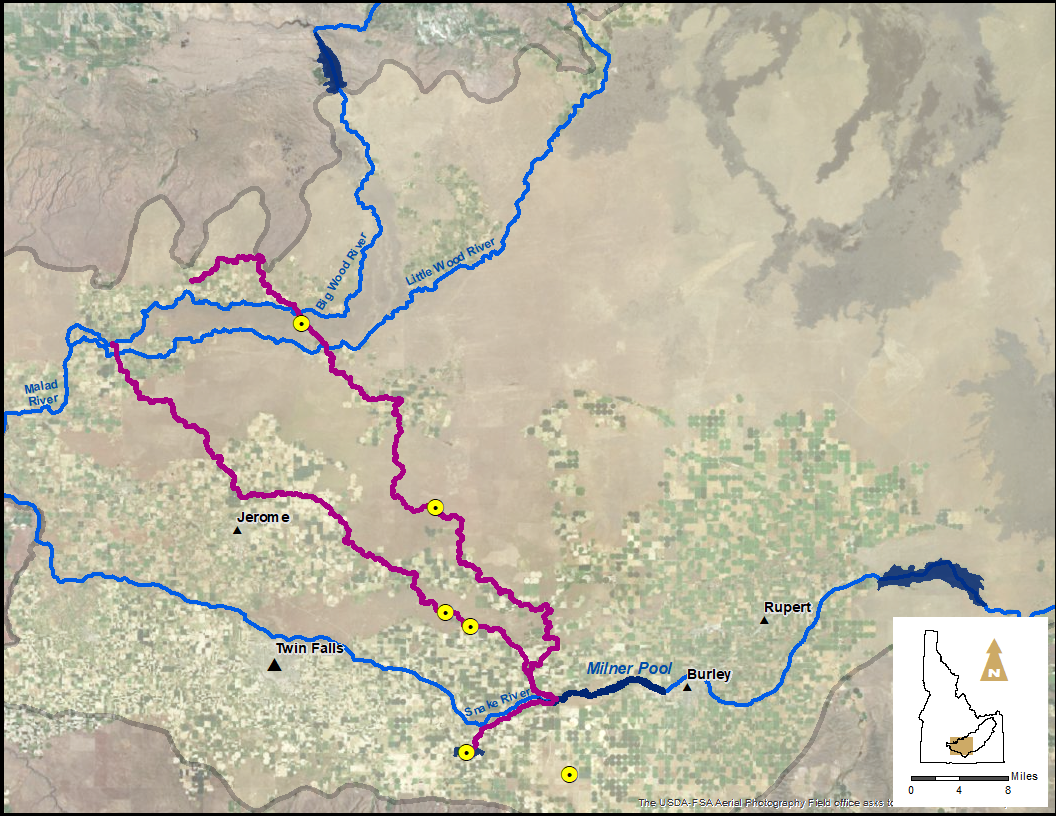 Big Wood River
Little Wood River
Malad
River
Jerome
Rupert
Twin Falls
Milner Pool
Burley
Snake River
N
Miles
0 4 8
The USDA-FSA Aerial Photography Field office asks to